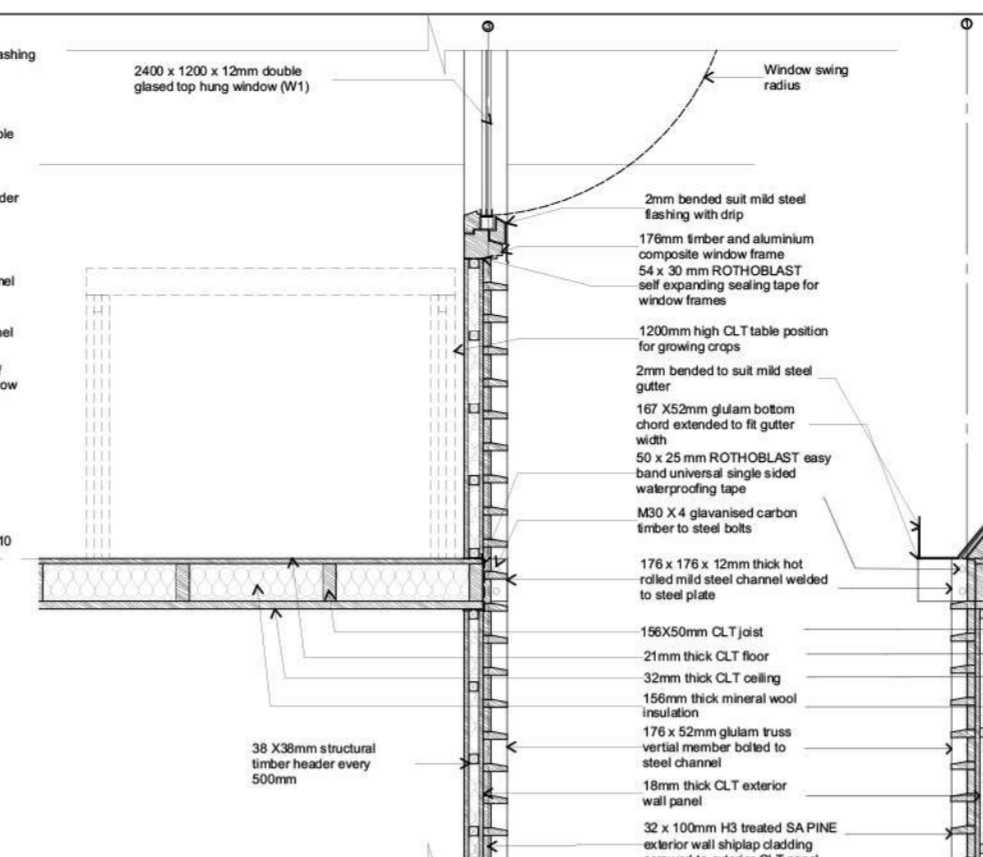 2400 x 1200 x 12mm double
glased top hung window (W1)
Window swing
radius
2mm bended suit mild steel
flashing with drip
176mm timber and aluminium
composite window frame
54 x 30 mm ROTHOBLAST
self expanding sealing tape for
window frames
1200mm high CLT table position
for growing crops
2mm bended to suit mild steel
gutter
167 X52mm glulam bottom
chord extended to fit gutter
width
50 x 25 mm ROTHOBLAST easy
band universal single sided
waterproofing tape
M30 X 4 glavanised carbon
timber to steel bolts
176 x 176 x 12mm thick hot
rolled mild steel channel welded
to steel plate
156X50mm CLT joist
21mm thick CLT floor
32mm thick CLT ceiling
156mm thick mineral wool
insulation
176 x 52mm glulam truss
vertial member bolted to
steel channel
38 X38mm structural
timber header every
500mm
18mm thick CLT exterior
wall panel
32 x 100mm H3 treated SA PINE
exterior wall shiplap cladding